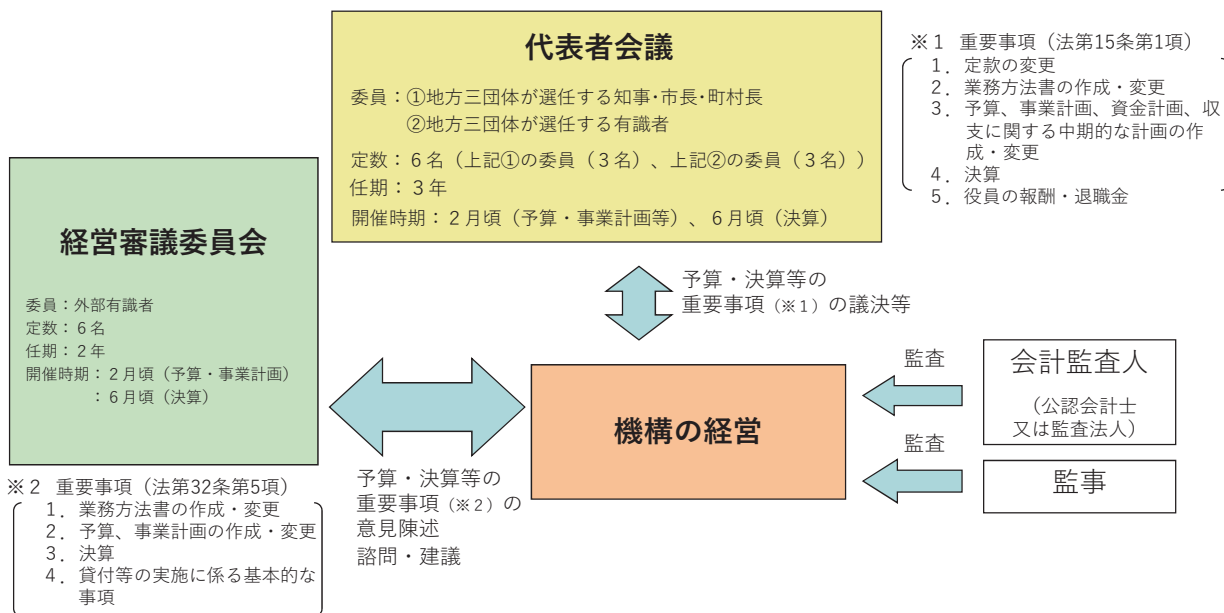 代表者会議
委員：①地方三団体が選任する知事･市長･町村長
②地方三団体が選任する有識者
定数：６名（上記①の委員（３名）、上記②の委員（３名））
任期：３年
開催時期：２月頃（予算・事業計画等）、６月頃（決算）
※１ 重要事項（法第15条第1項）
1．定款の変更
2．業務方法書の作成・変更
3．予算、事業計画、資金計画、収
支に関する中期的な計画の作
成・変更
4．決算
5．役員の報酬・退職金
経営審議委員会
委員：外部有識者
定数：６名
任期：２年
開催時期：２月頃（予算・事業計画）
：６月頃（決算）
※２ 重要事項（法第32条第5項）
1．業務方法書の作成・変更
2．予算、事業計画の作成・変更
3．決算
4．貸付等の実施に係る基本的な
事項
予算・決算等の
重要事項（※１）の議決等
予算・決算等の
重要事項（※２）の
意見陳述
諮問・建議
機構の経営
監査
会計監査人
（公認会計士
又は監査法人）
監査
監事